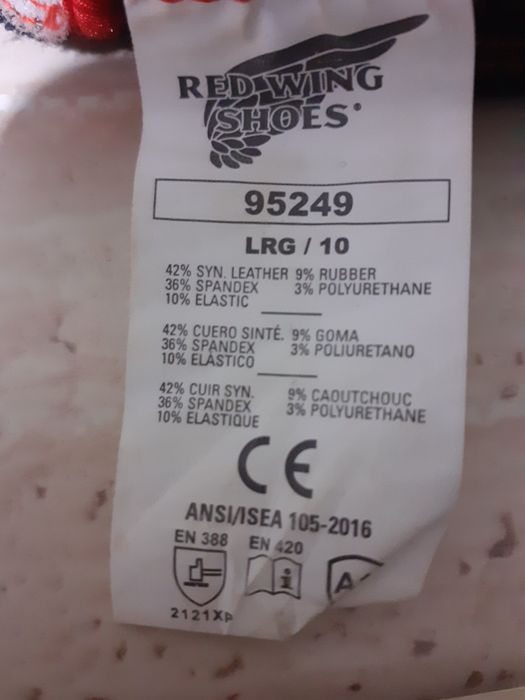 RED WING
SHOES
95249
LRG / 10
42% SYN. LEATHER 9% RUBBER
36% SPANDEX 3% POLYURETHANE
10% ELASTIC
42% CUERO SINTÉ. 9% GOMA
36% SPANDEX 3% POLIURETANO
10% ELÁSTICO
42% CUIR SYN. 9% CAOUTCHOUC
36% SPANDEX 3% POLYURETHANE
10% ELASTIQUE
CE
ANSI/ISEA 105-2016
EN 388 EN 420
i A
2121XP